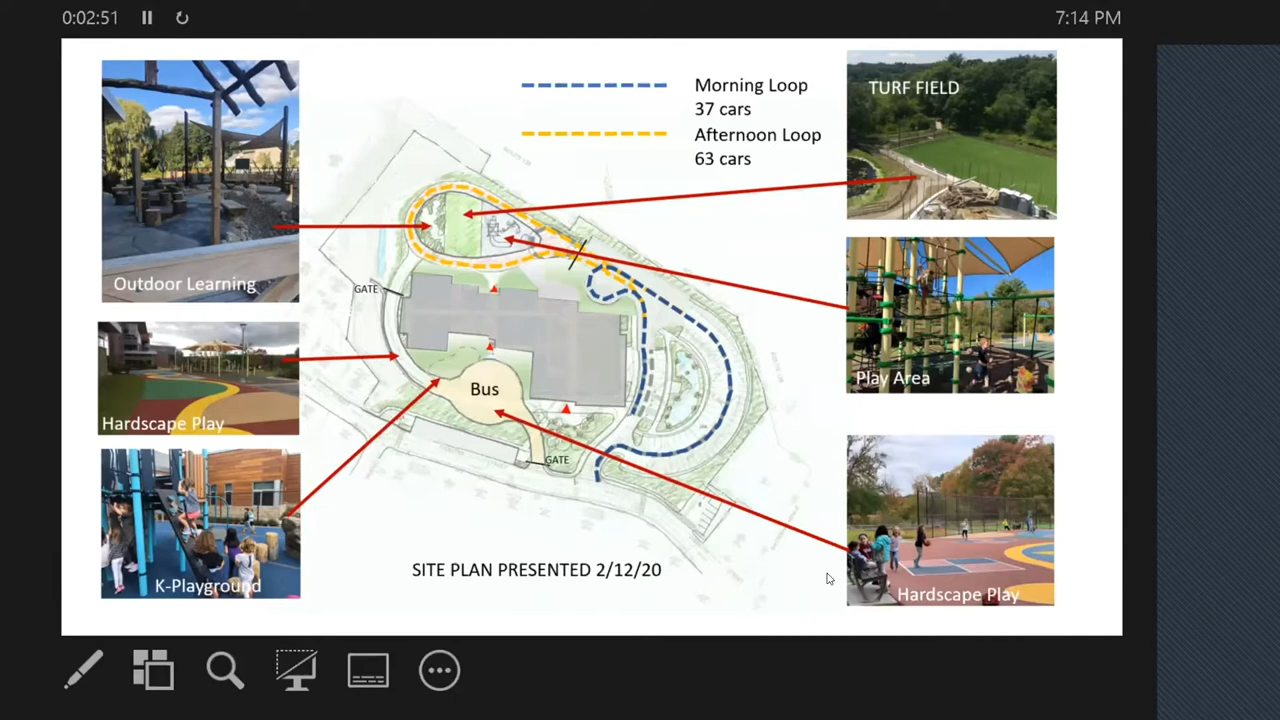 0:02:51
7:14 PM
Morning Loop
37 cars
Afternoon Loop
63 cars
TURF FIELD
Outdoor Learning
GATE
Play Area
Bus
Hardscape Play
GATE
K-Playground
SITE PLAN PRESENTED 2/12/20
Hardscape Play